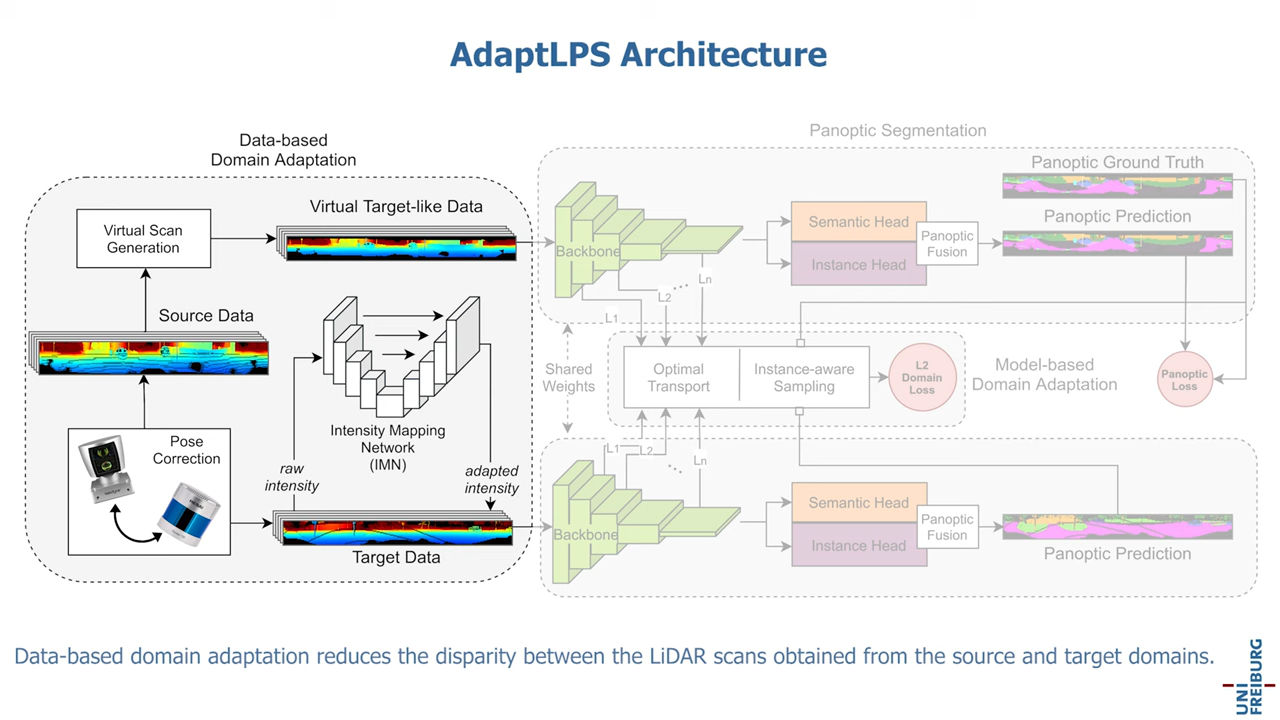 AdaptLPS Architecture
Data-based
Domain Adaptation
Virtual Scan
Generation
Virtual Target-like Data
Source Data
Pose
Correction
Intensity Mapping
Network
(IMN)
raw
intensity
adapted
intensity
Target Data
Panoptic Segmentation
Panoptic Ground Truth
Panoptic Prediction
Backbone
Semantic Head
Instance Head
Panoptic
Fusion
L1
L2
Ln
Shared
Weights
Optimal
Transport
Instance-aware
Sampling
L2
Domain
Loss
Model-based
Domain Adaptation
Panoptic
Loss
L1
L2
Ln
Backbone
Semantic Head
Instance Head
Panoptic
Fusion
Panoptic Prediction
Data-based domain adaptation reduces the disparity between the LiDAR scans obtained from the source and target domains.
UNI
FREIBURG